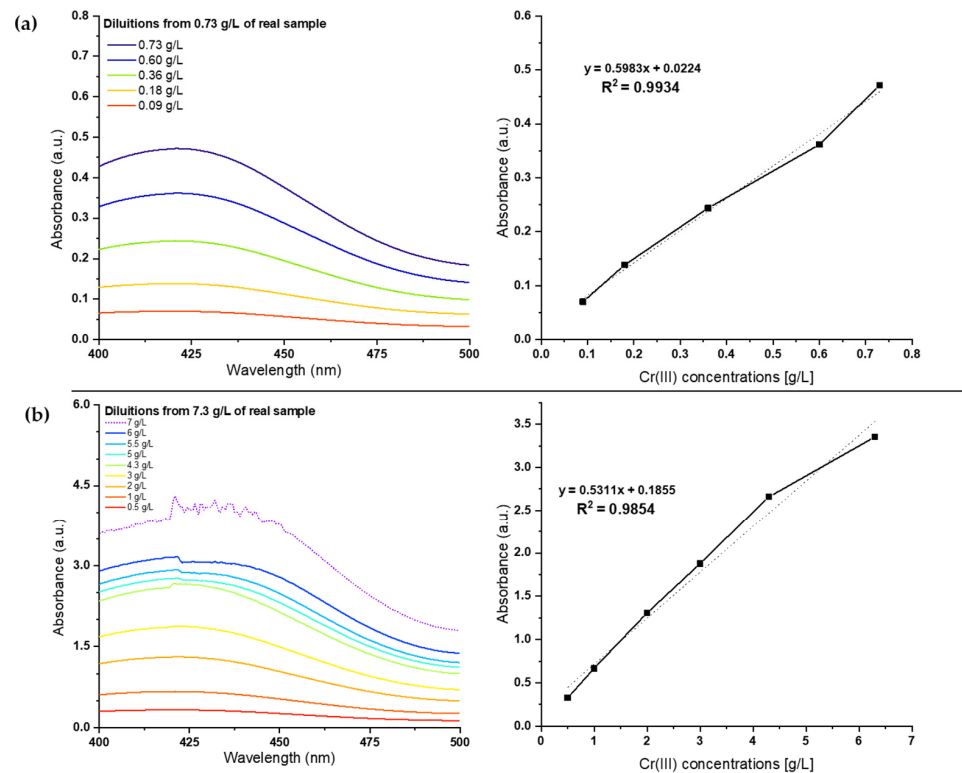 (a)
Diluitions from 0.73 g/L of real sample
0.73 g/L
0.60 g/L
0.36 g/L
0.18 g/L
0.09 g/L
0.8
0.7
0.6
0.5
0.4
0.3
0.2
0.1
0.0
Absorbance (a.u.)
400
425
450
475
500
Wavelength (nm)
y = 0.5983x + 0.0224
R² = 0.9934
0.6
0.5
0.4
0.3
0.2
0.1
0.0
Absorbance (a.u.)
0.0
0.1
0.2
0.3
0.4
0.5
0.6
0.7
0.8
Cr(III) concentrations [g/L]
(b)
Diluitions from 7.3 g/L of real sample
7 g/L
6 g/L
5.5 g/L
5 g/L
4.3 g/L
3 g/L
2 g/L
1 g/L
0.5 g/L
6.0
4.5
3.0
1.5
0.0
Absorbance (a.u.)
400
425
450
475
500
Wavelength (nm)
y = 0.5311x + 0.1855
R² = 0.9854
3.5
3.0
2.5
2.0
1.5
1.0
0.5
0.0
Absorbance (a.u.)
0
1
2
3
4
5
6
7
Cr(III) concentrations [g/L]